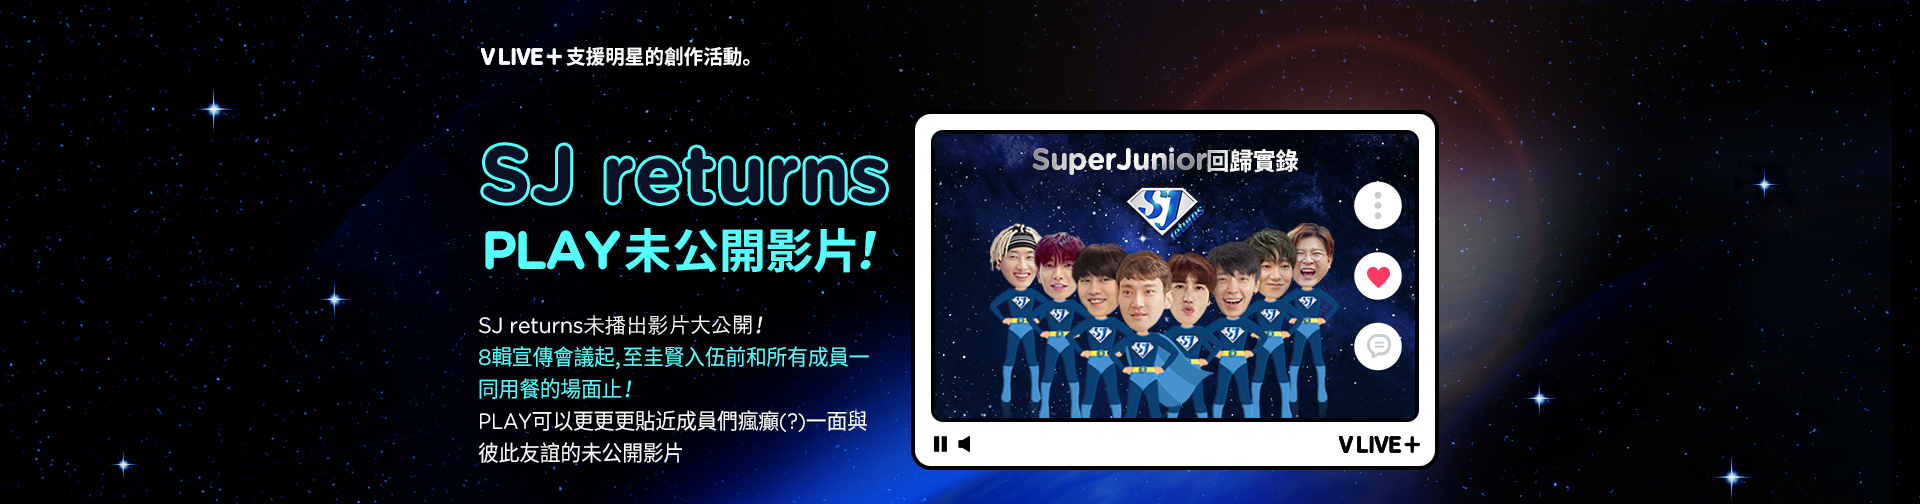 V LIVE+ 支援明星的創作活動。
SJ returns
PLAY未公開影片!
SJ returns未播出影片大公開!
8輯宣傳會議起,至圭賢入伍前和所有成員一
同用餐的場面止!
PLAY可以更更更貼近成員們瘋癲(?)一面與
彼此友誼的未公開影片
SuperJunior回歸實錄
SJ
returns
V LIVE+